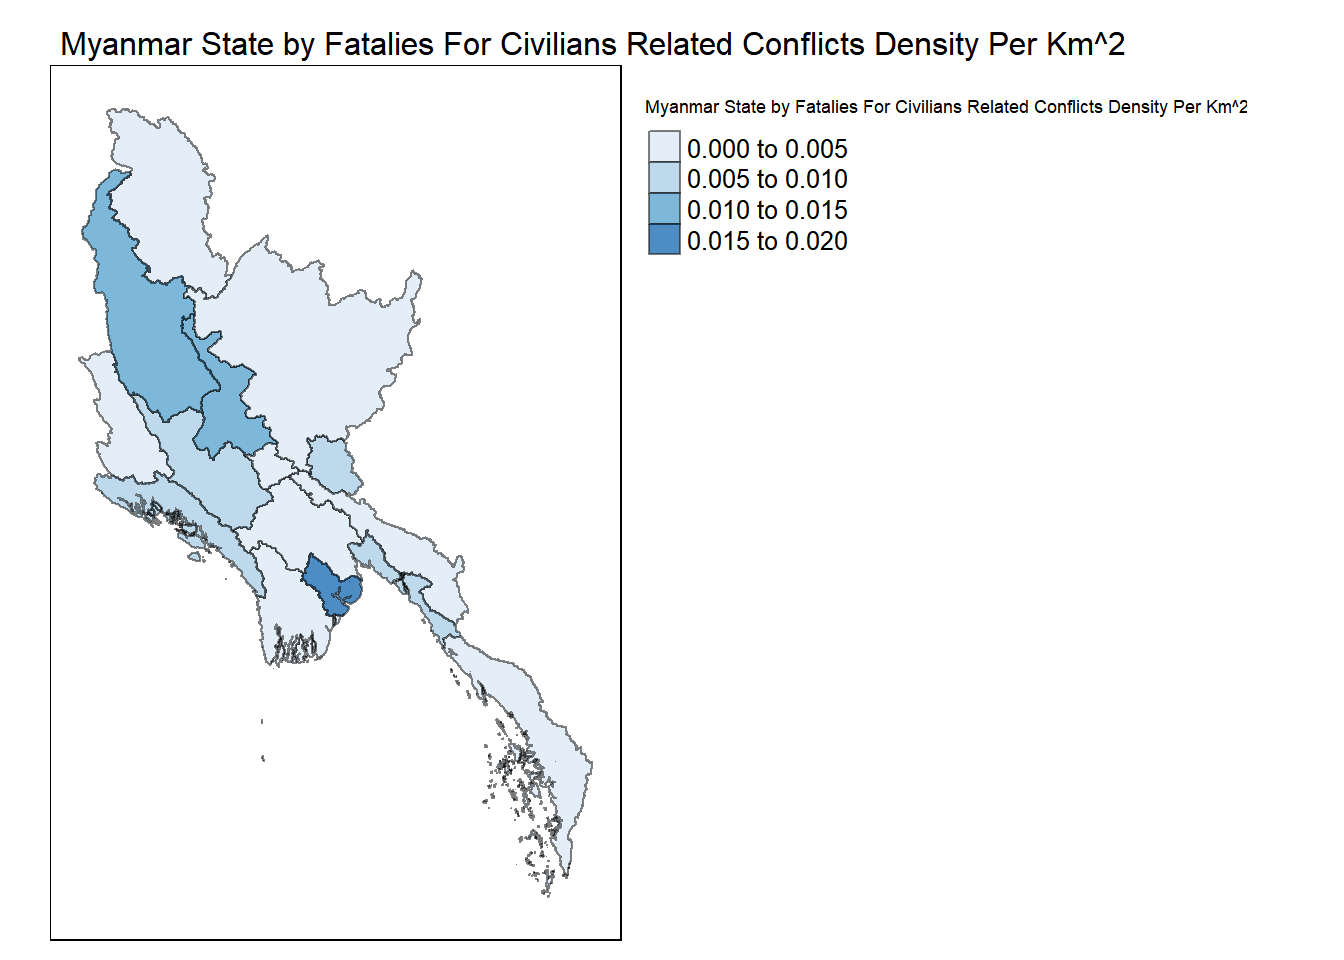 Myanmar State by Fatalies For Civilians Related Conflicts Density Per Km^2
Myanmar State by Fatalies For Civilians Related Conflicts Density Per Km^2
0.000 to 0.005
0.005 to 0.010
0.010 to 0.015
0.015 to 0.020